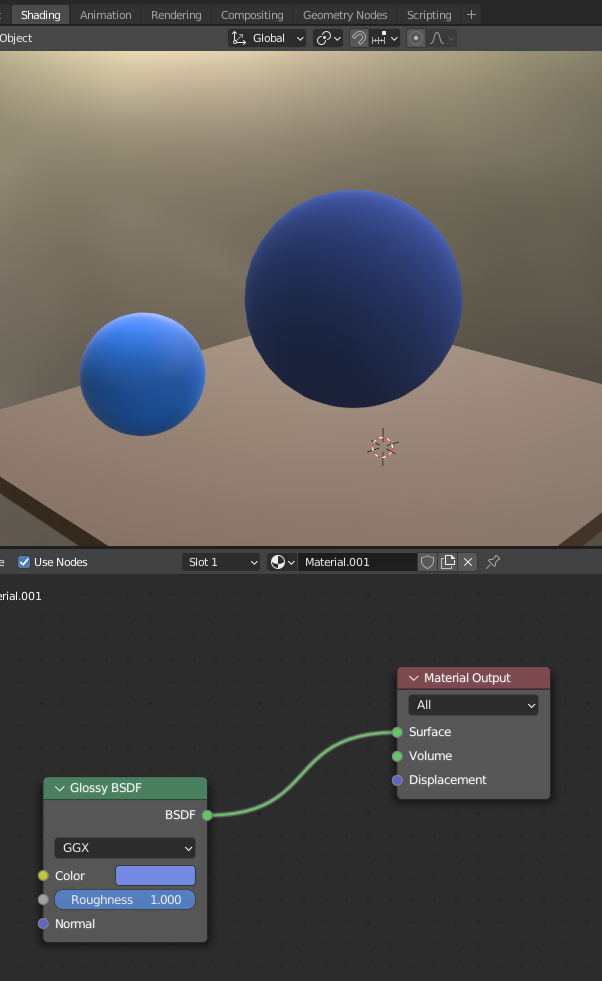 Shading Animation Rendering Compositing Geometry Nodes Scripting +
Object Global
Use Nodes Slot 1 Material.001
erial.001
Material Output
All
Surface
Volume
Displacement
Glossy BSDF
BSDF
GGX
Color
Roughness 1.000
Normal